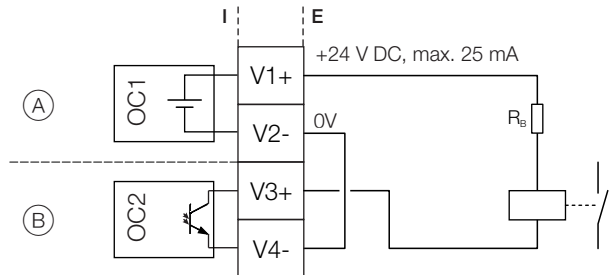 I E
+24 V DC, max. 25 mA
A OC1 V1+
R_B
V2- 0V
B OC2 V3+
V4-